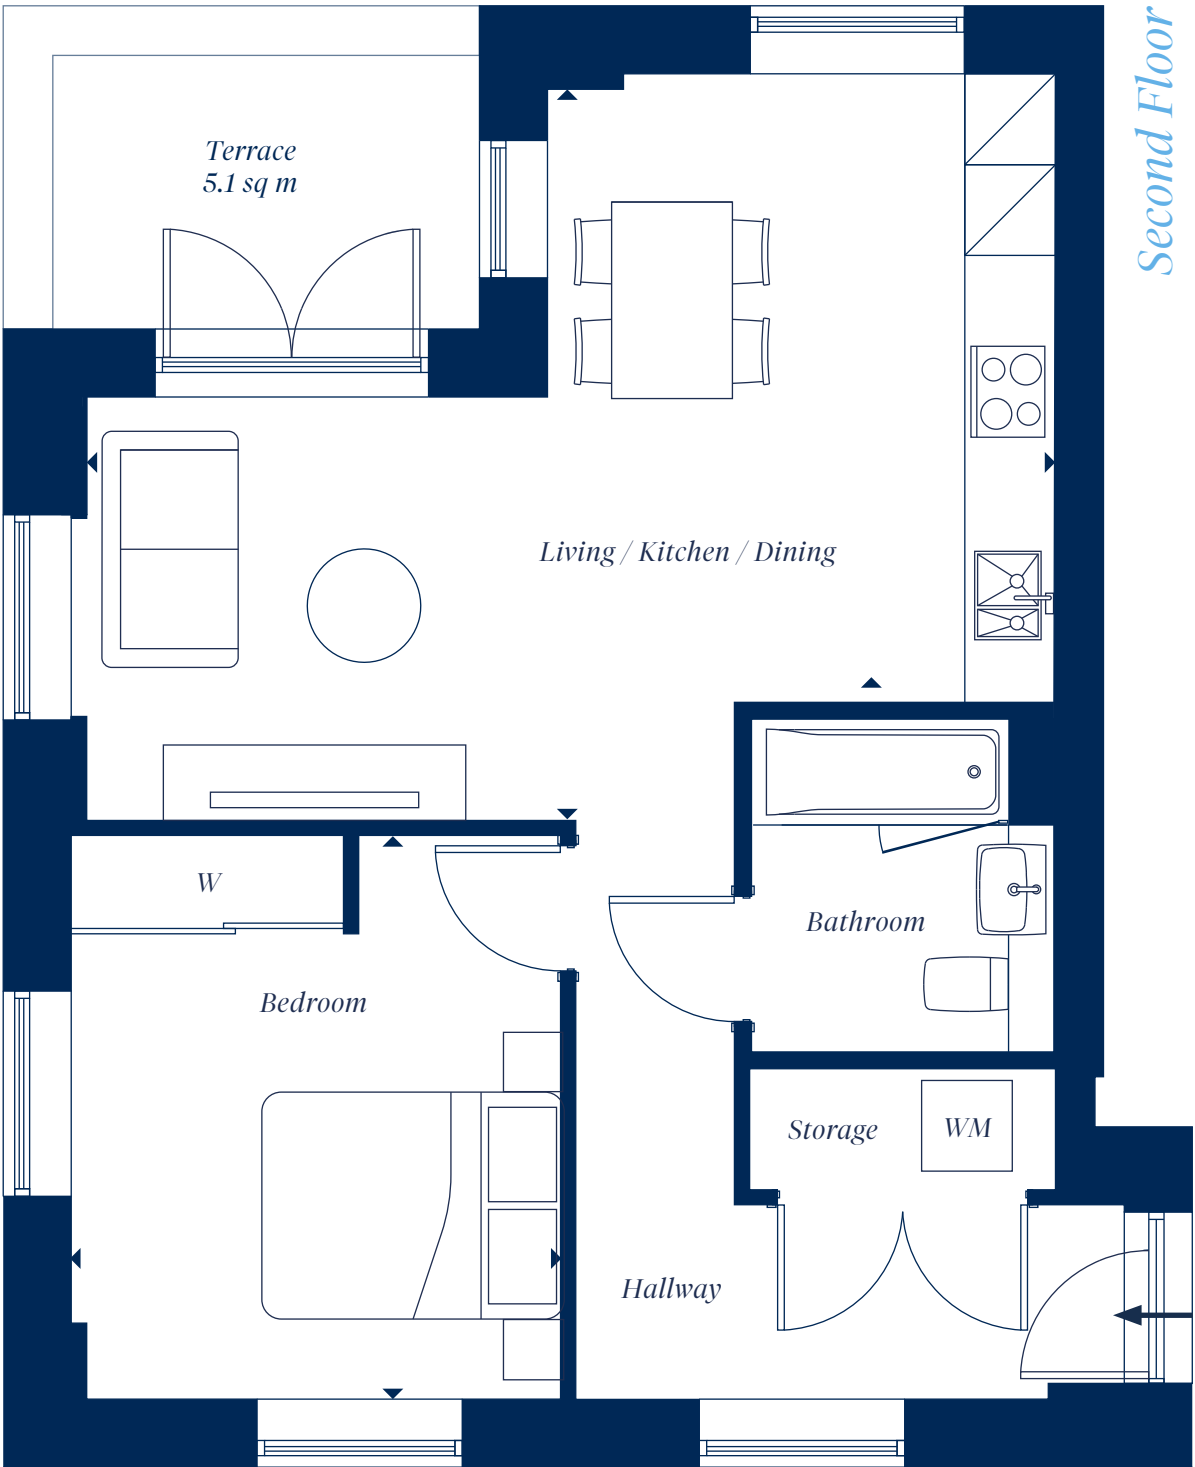 Second Floor
Terrace
5.1 sq m
Living / Kitchen / Dining
W
Bathroom
Bedroom
Storage
WM
Hallway